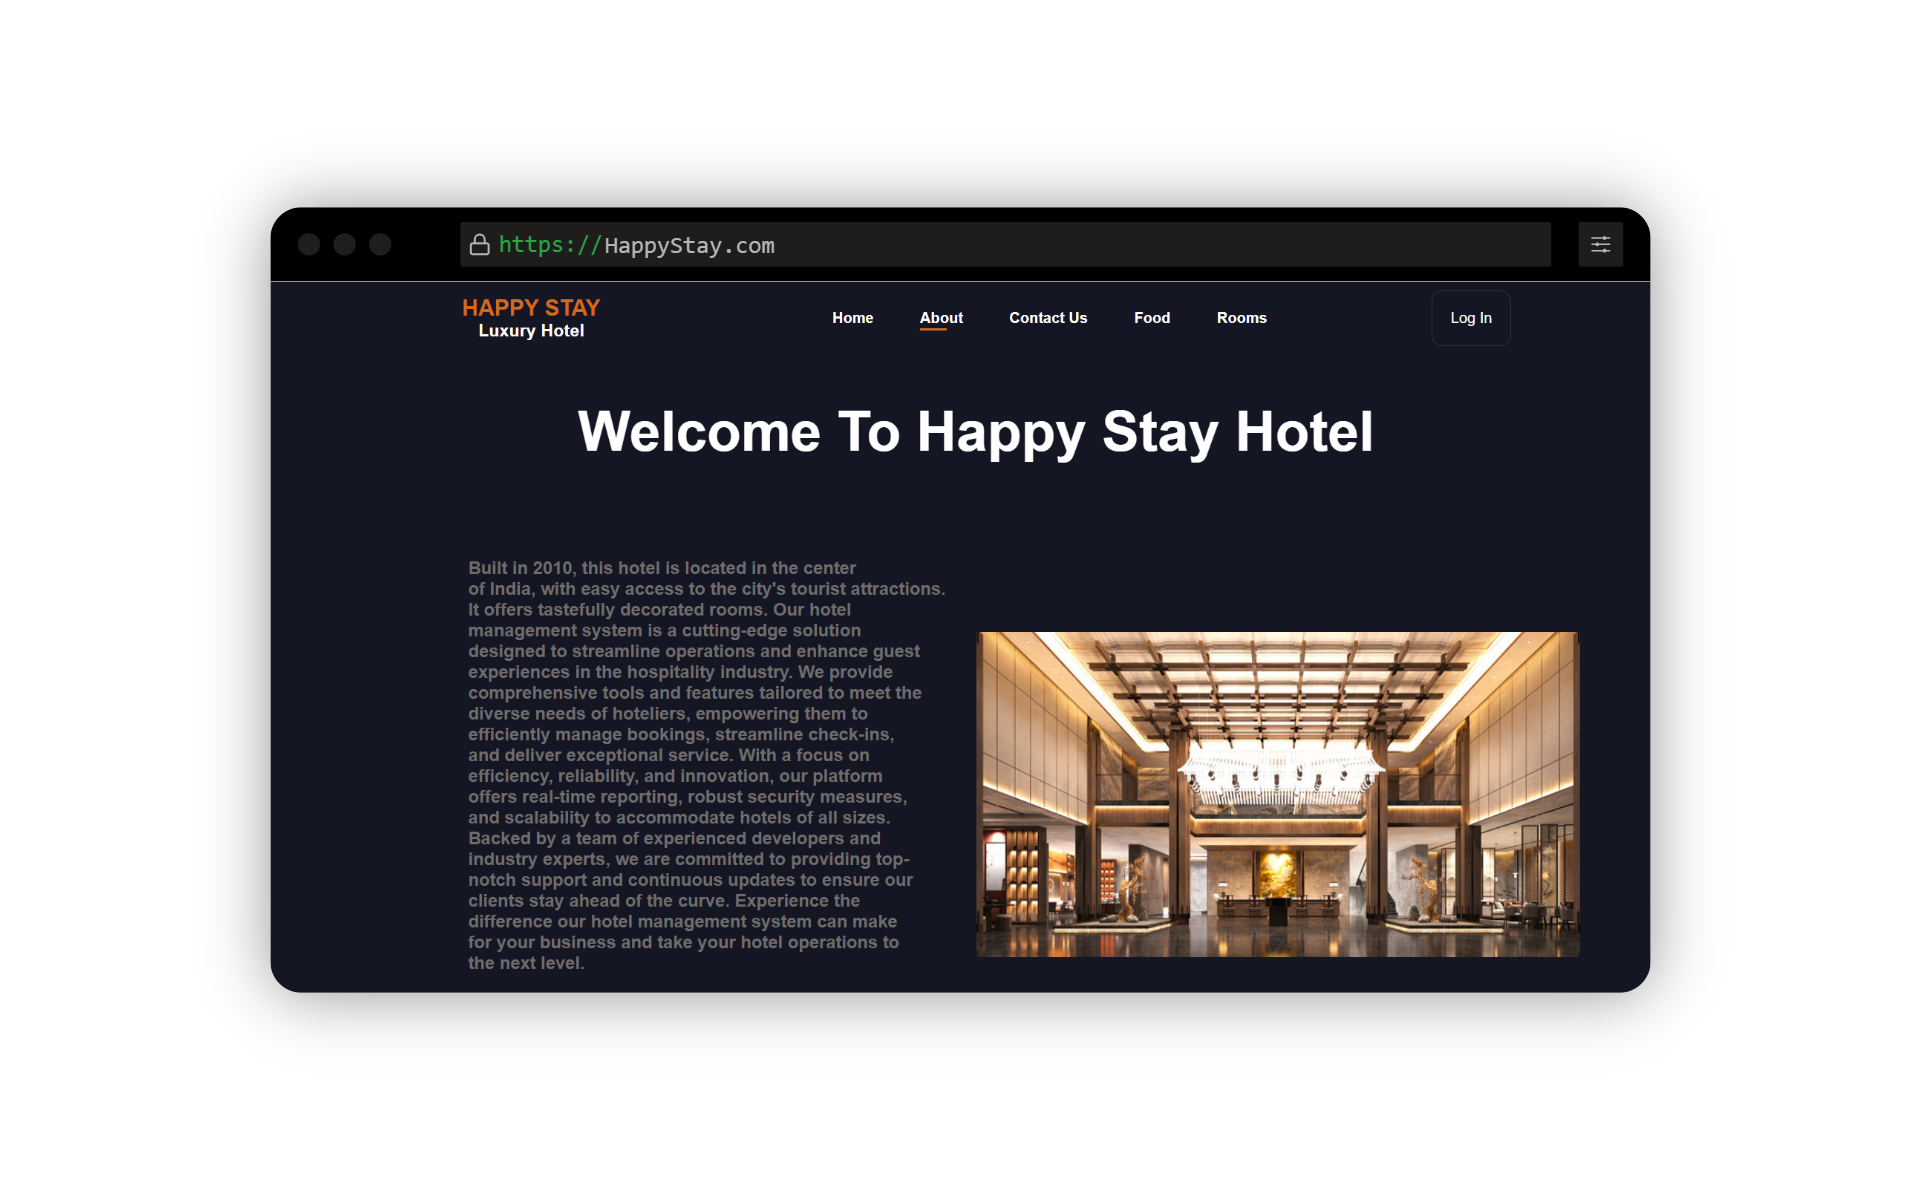 https://HappyStay.com
HAPPY STAY
Luxury Hotel
Home About Contact Us Food Rooms Log In
Welcome To Happy Stay Hotel
Built in 2010, this hotel is located in the center
of India, with easy access to the city's tourist attractions.
It offers tastefully decorated rooms. Our hotel
management system is a cutting-edge solution
designed to streamline operations and enhance guest
experiences in the hospitality industry. We provide
comprehensive tools and features tailored to meet the
diverse needs of hoteliers, empowering them to
efficiently manage bookings, streamline check-ins,
and deliver exceptional service. With a focus on
efficiency, reliability, and innovation, our platform
offers real-time reporting, robust security measures,
and scalability to accommodate hotels of all sizes.
Backed by a team of experienced developers and
industry experts, we are committed to providing top-
notch support and continuous updates to ensure our
clients stay ahead of the curve. Experience the
difference our hotel management system can make
for your business and take your hotel operations to
the next level.